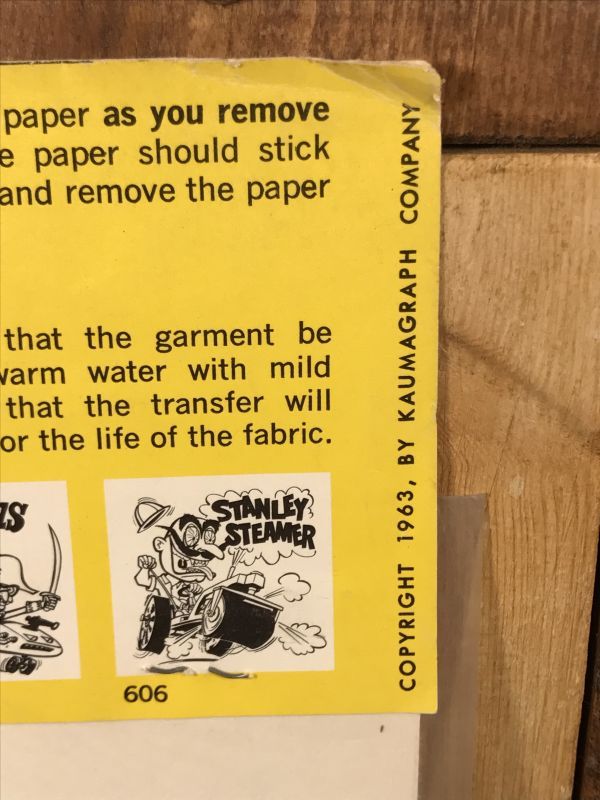 paper as you remove
e paper should stick
and remove the paper
that the garment be
warm water with mild
that the transfer will
or the life of the fabric.
STANLEY
STEAMER
606
COPYRIGHT 1963, BY KAUMAGRAPH COMPANY